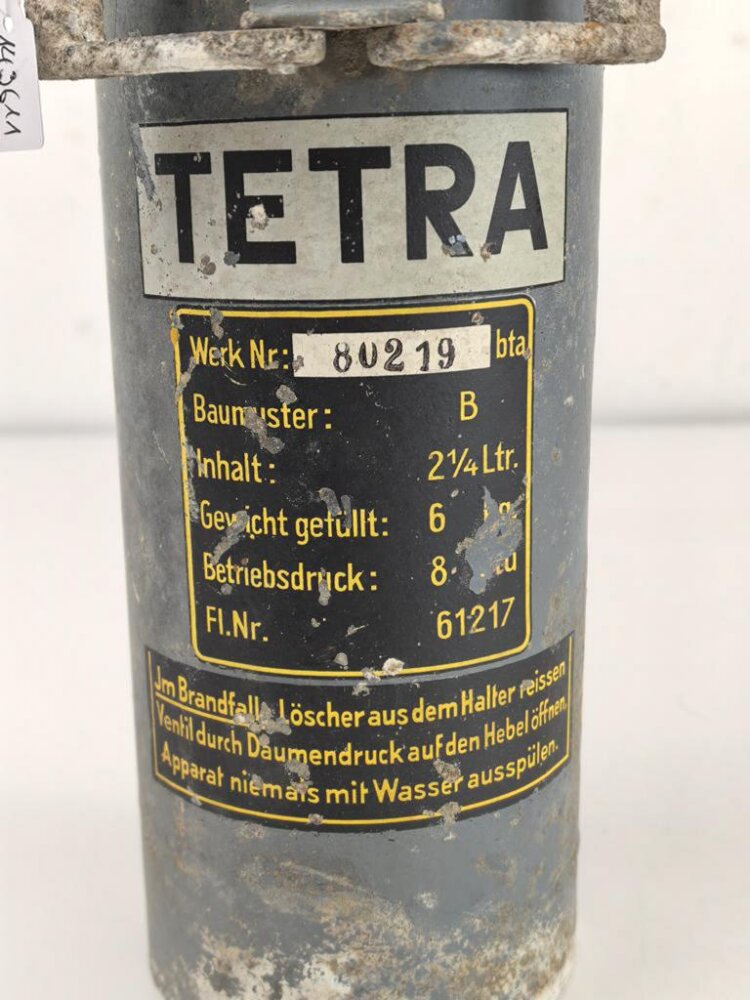 TETRA
Werk Nr: 80219 bta
Baumuster: B
Inhalt: 2¼ Ltr.
Gewicht gefüllt: 6
Betriebsdruck: 8
Fl.Nr. 61217
Jm Brandfall Löscher aus dem Halter reissen
Ventil durch Daumendruck auf den Hebel öffnen.
Apparat niemals mit Wasser ausspülen.